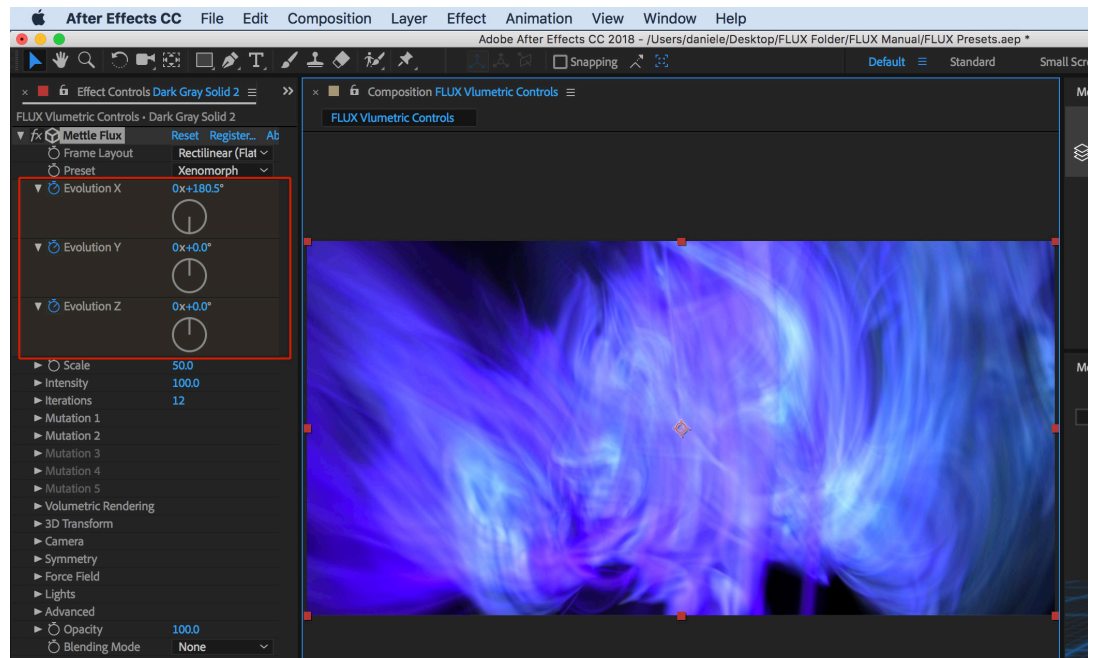 After Effects CC File Edit Composition Layer Effect Animation View Window Help
Adobe After Effects CC 2018 - /Users/daniele/Desktop/FLUX Folder/FLUX Manual/FLUX Presets.aep *
T Snapping Default Standard Small Scr
Effect Controls Dark Gray Solid 2
Composition FLUX Vlumetric Controls
FLUX Vlumetric Controls • Dark Gray Solid 2
FLUX Vlumetric Controls
fx Mettle Flux Reset Register... Ab
Frame Layout Rectilinear (Flat
Preset Xenomorph
Evolution X 0x+180.5°
Evolution Y 0x+0.0°
Evolution Z 0x+0.0°
Scale 50.0
Intensity 100.0
Iterations 12
Mutation 1
Mutation 2
Mutation 3
Mutation 4
Mutation 5
Volumetric Rendering
3D Transform
Camera
Symmetry
Force Field
Lights
Advanced
Opacity 100.0
Blending Mode None